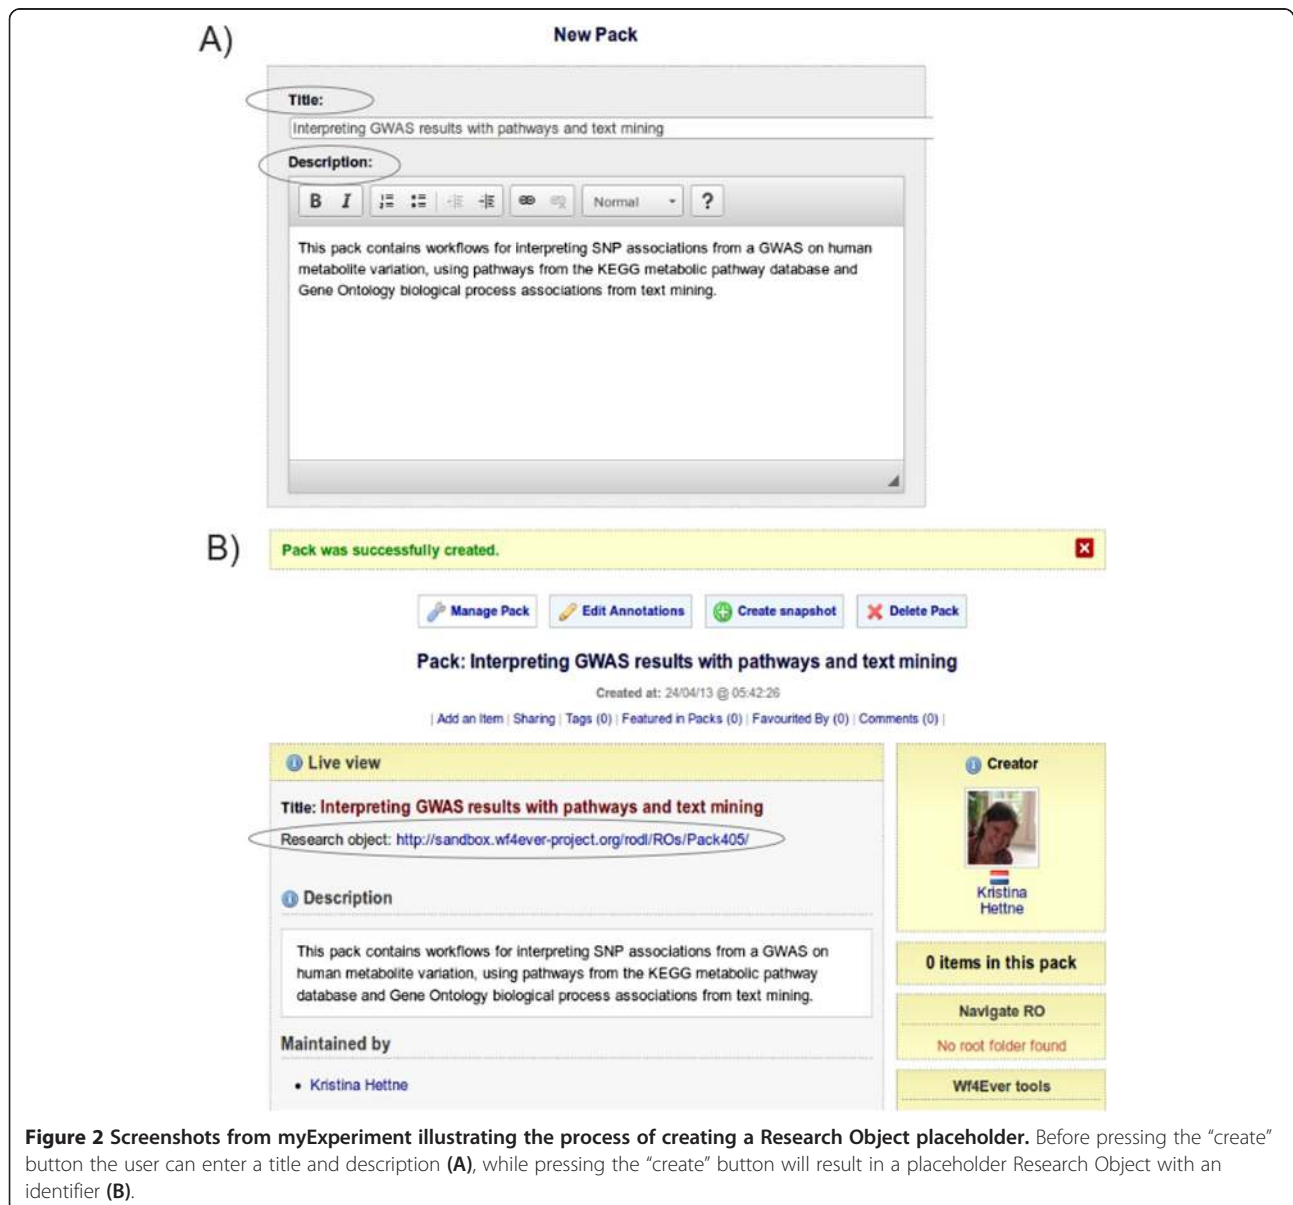 A)
New Pack
Title:
Interpreting GWAS results with pathways and text mining
Description:
B I Normal ?
This pack contains workflows for interpreting SNP associations from a GWAS on human
metabolite variation, using pathways from the KEGG metabolic pathway database and
Gene Ontology biological process associations from text mining.
B)
Pack was successfully created.
Manage Pack Edit Annotations Create snapshot Delete Pack
Pack: Interpreting GWAS results with pathways and text mining
Created at: 24/04/13 @ 05:42:26
| Add an Item | Sharing | Tags (0) | Featured in Packs (0) | Favourited By (0) | Comments (0) |
Live view
Title: Interpreting GWAS results with pathways and text mining
Research object: http://sandbox.wf4ever-project.org/rodl/ROs/Pack405/
Description
This pack contains workflows for interpreting SNP associations from a GWAS on
human metabolite variation, using pathways from the KEGG metabolic pathway
database and Gene Ontology biological process associations from text mining.
Maintained by
• Kristina Hettne
Creator
Kristina
Hettne
0 items in this pack
Navigate RO
No root folder found
Wf4Ever tools
Figure 2 Screenshots from myExperiment illustrating the process of creating a Research Object placeholder. Before pressing the “create”
button the user can enter a title and description (A), while pressing the “create” button will result in a placeholder Research Object with an
identifier (B).